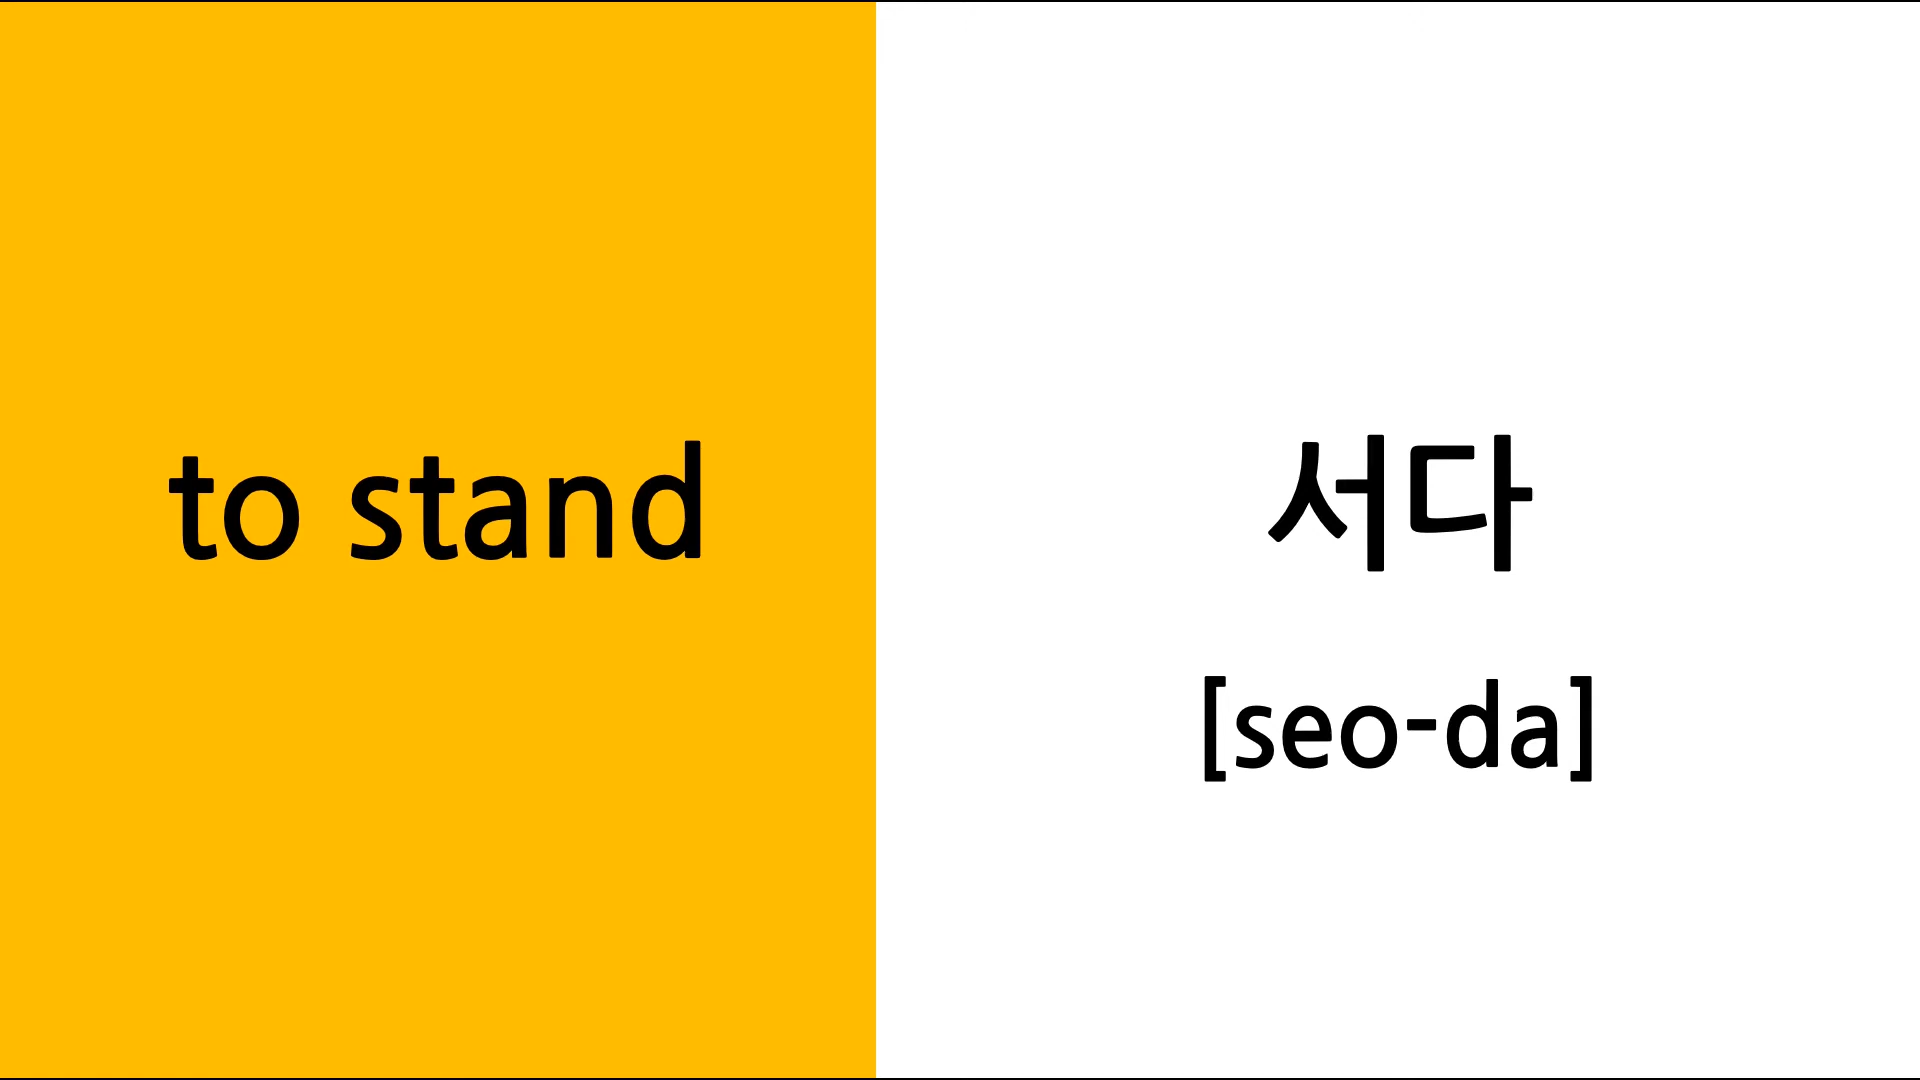 to stand
서다
[seo-da]